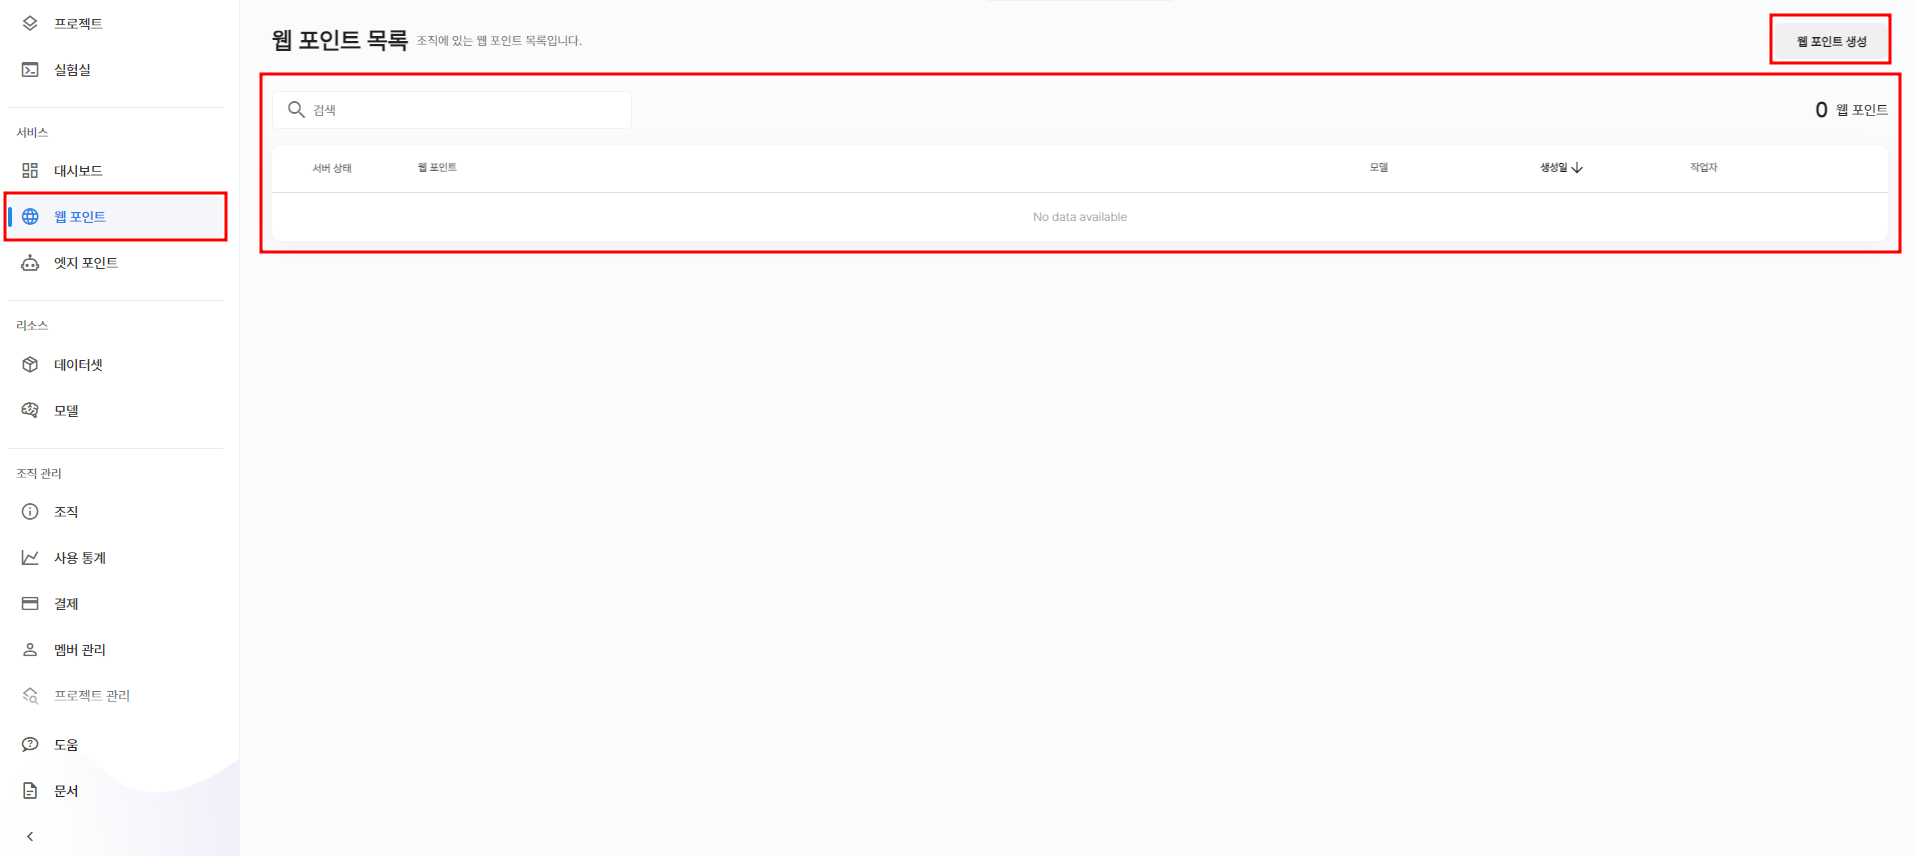 프로젝트
실험실
서비스
대시보드
웹 포인트
엣지 포인트
리소스
데이터셋
모델
조직 관리
조직
사용 통계
결제
멤버 관리
프로젝트 관리
도움
문서
웹 포인트 목록 조직에 있는 웹 포인트 목록입니다.
웹 포인트 생성
검색
0 웹 포인트
서버 상태 웹 포인트 모델 생성일 작업자
No data available